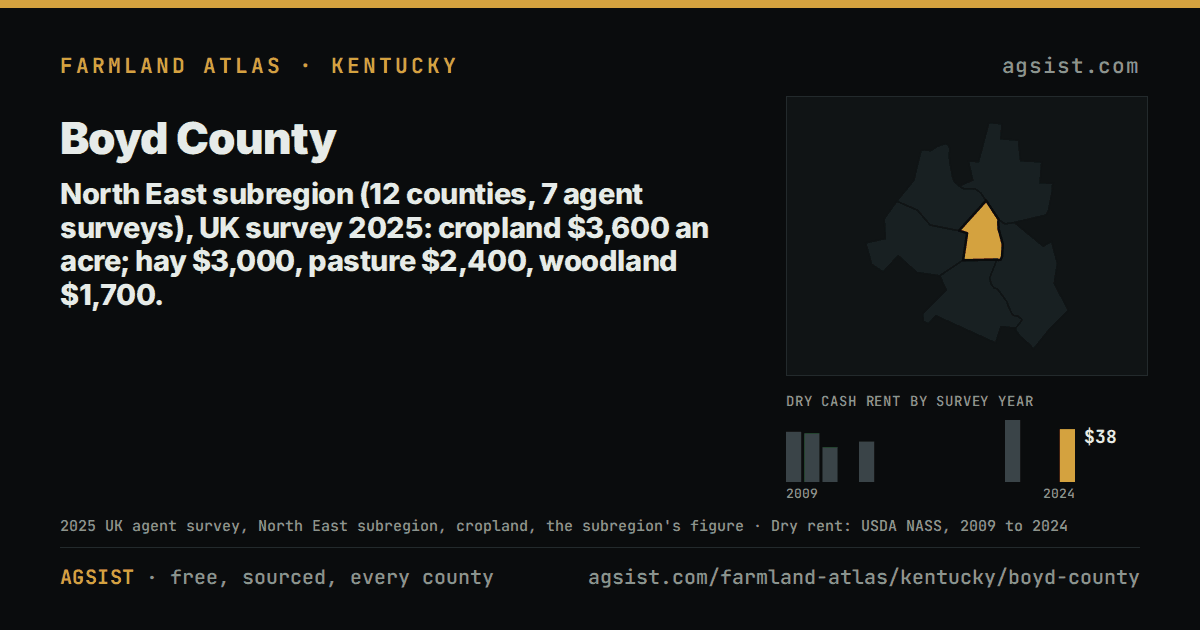 FARMLAND ATLAS · KENTUCKY
agsist.com
Boyd County
North East subregion (12 counties, 7 agent
surveys), UK survey 2025: cropland $3,600 an
acre; hay $3,000, pasture $2,400, woodland
$1,700.
DRY CASH RENT BY SURVEY YEAR
$38
2009
2024
2025 UK agent survey, North East subregion, cropland, the subregion's figure · Dry rent: USDA NASS, 2009 to 2024
AGSIST · free, sourced, every county
agsist.com/farmland-atlas/kentucky/boyd-county